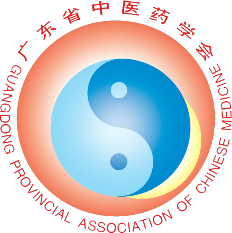 广东省中医药学会
GUANGDONG PROVINCIAL ASSOCIATION OF CHINESE MEDICINE